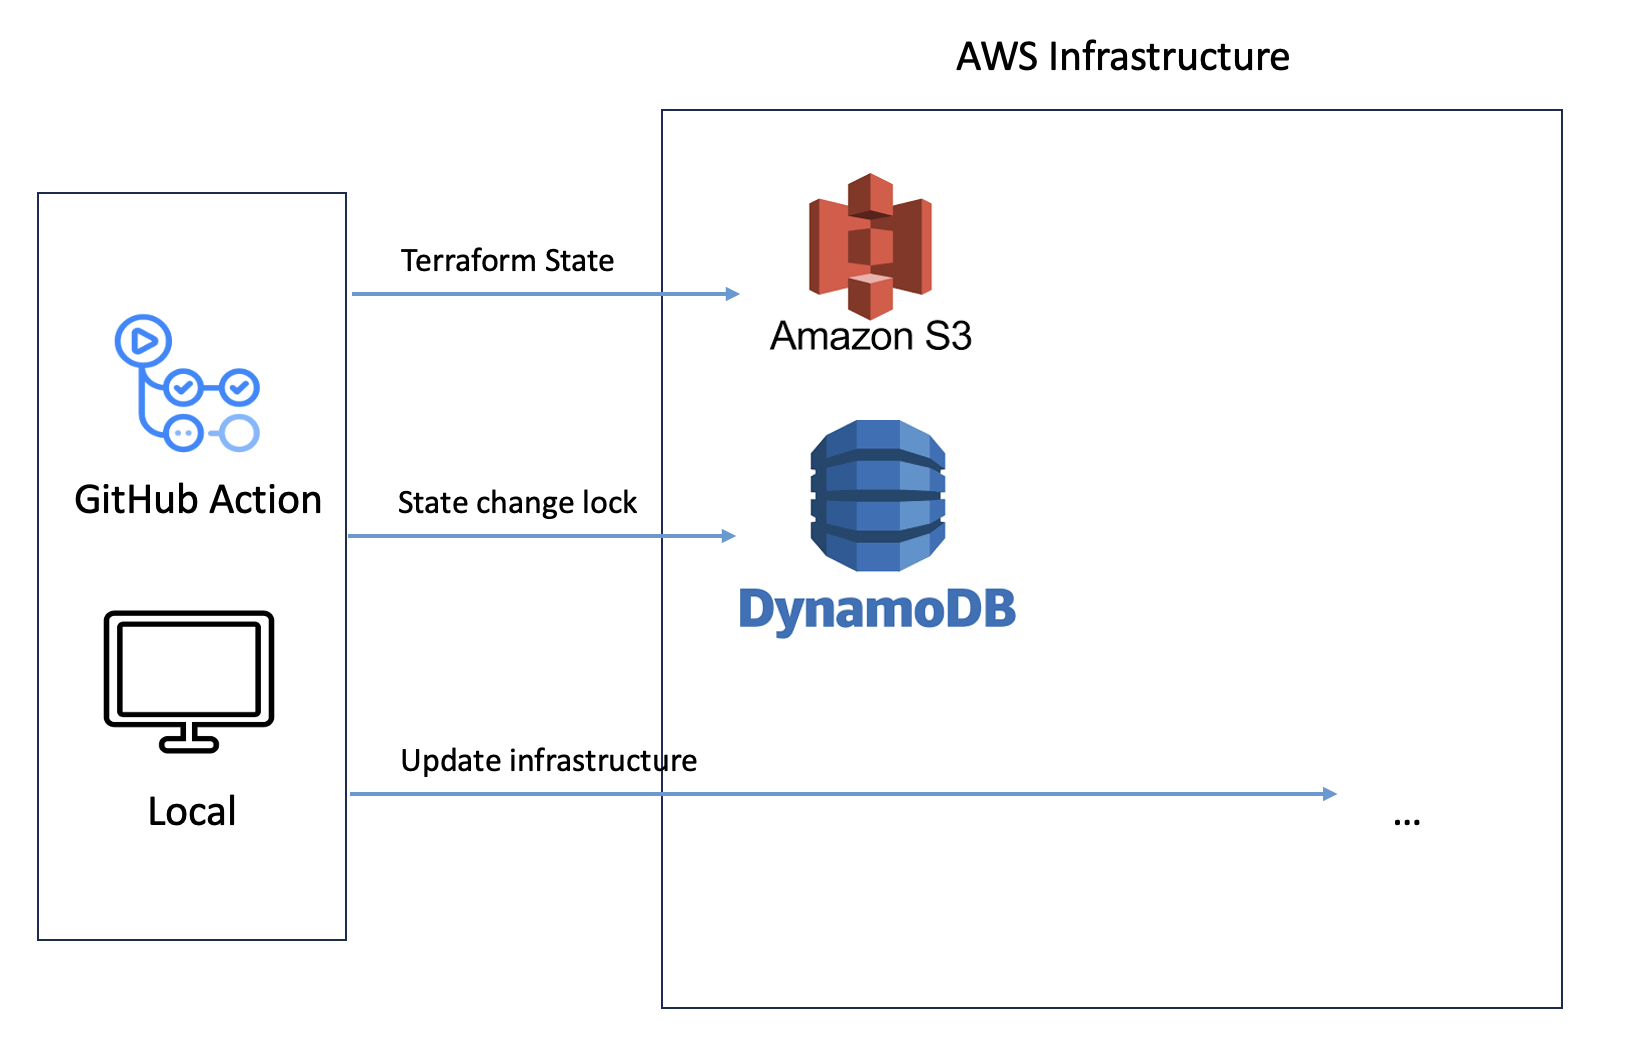 AWS Infrastructure
Terraform State
Amazon S3
GitHub Action
State change lock
DynamoDB
Update infrastructure
Local
...